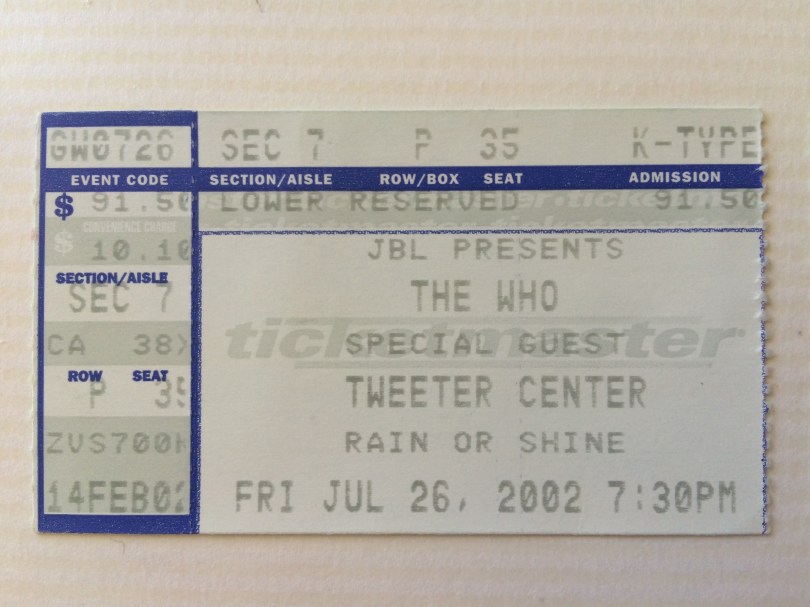 GW0726 SEC 7 P 35 K-TYPE
EVENT CODE SECTION/AISLE ROW/BOX SEAT ADMISSION
$ 91.50 LOWER RESERVED 91.50
CONVENIENCE CHARGE
$ 10.10 JBL PRESENTS
SECTION/AISLE
SEC 7 THE WHO
ticketmaster
CA 38X SPECIAL GUEST
ROW SEAT
P 35 TWEETER CENTER
ZVS700H RAIN OR SHINE
14FEB02 FRI JUL 26, 2002 7:30PM